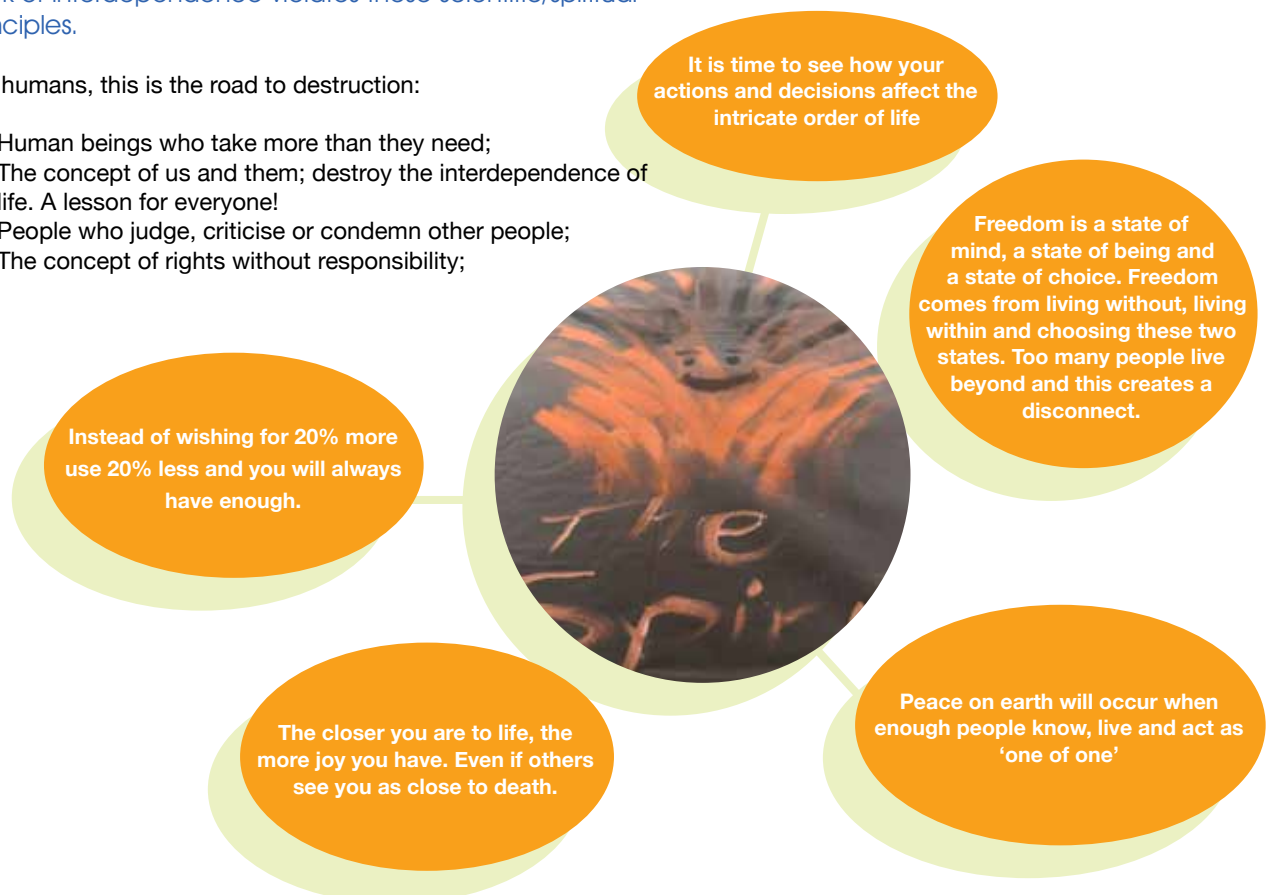 of interdependence violates these scientific/spiritual
humans, this is the road to destruction:
Human beings who take more than they need;
The concept of us and them; destroy the interdependence of
life. A lesson for everyone!
People who judge, criticise or condemn other people;
The concept of rights without responsibility;
It is time to see how your
actions and decisions affect the
intricate order of life
Freedom is a state of
mind, a state of being and
a state of choice. Freedom
comes from living without, living
within and choosing these two
states. Too many people live
beyond and this creates a
disconnect.
Instead of wishing for 20% more
use 20% less and you will always
have enough.
The
Spir
The closer you are to life, the
more joy you have. Even if others
see you as close to death.
Peace on earth will occur when
enough people know, live and act as
‘one of one’